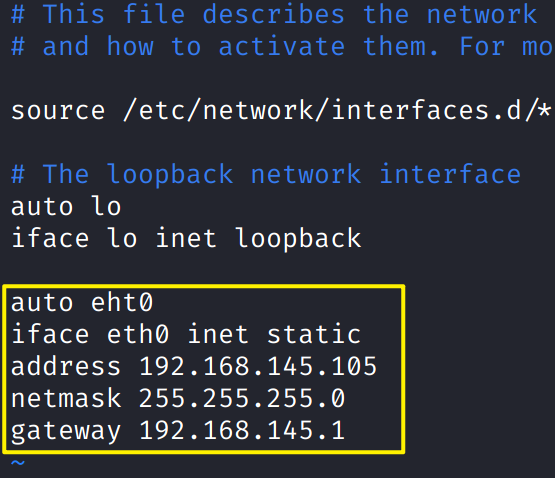 # This file describes the network
# and how to activate them. For mo
source /etc/network/interfaces.d/*
# The loopback network interface
auto lo
iface lo inet loopback
auto eht0
iface eth0 inet static
address 192.168.145.105
netmask 255.255.255.0
gateway 192.168.145.1
~